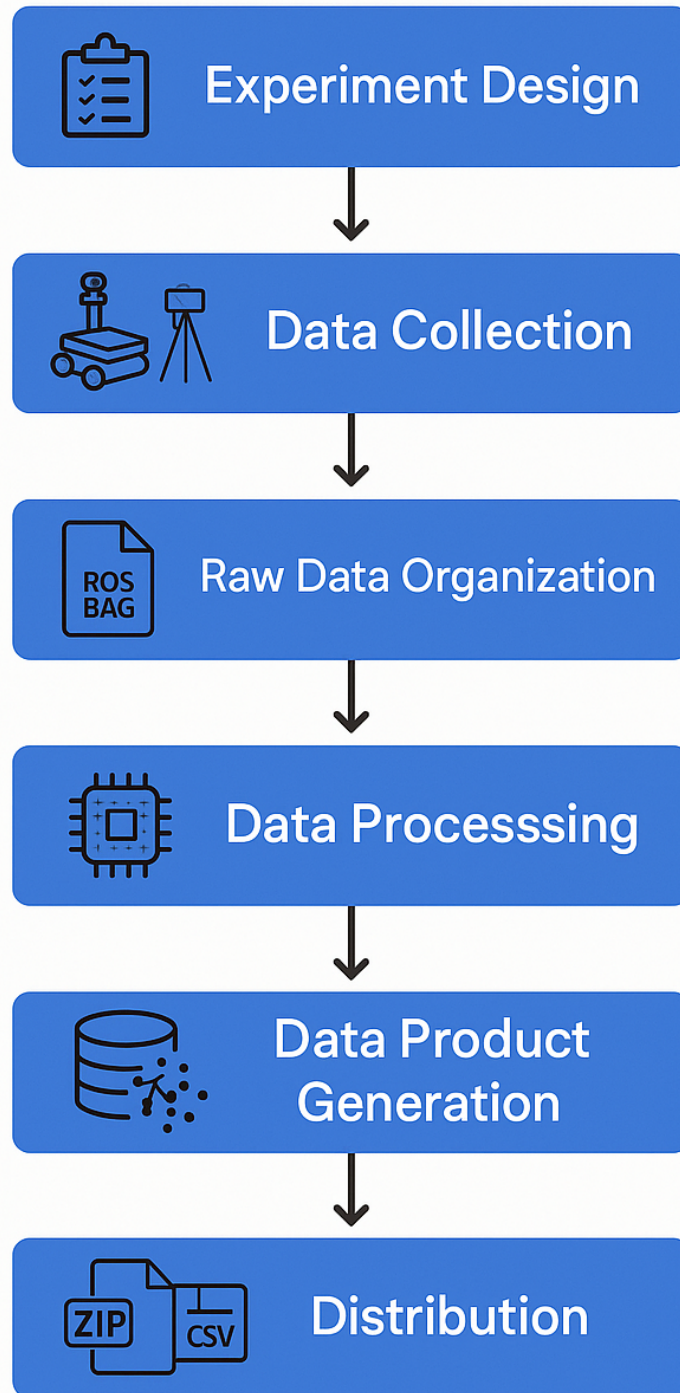 Experiment Design
Data Collection
ROS
BAG
Raw Data Organization
Data Processsing
Data Product
Generation
ZIP
CSV
Distribution